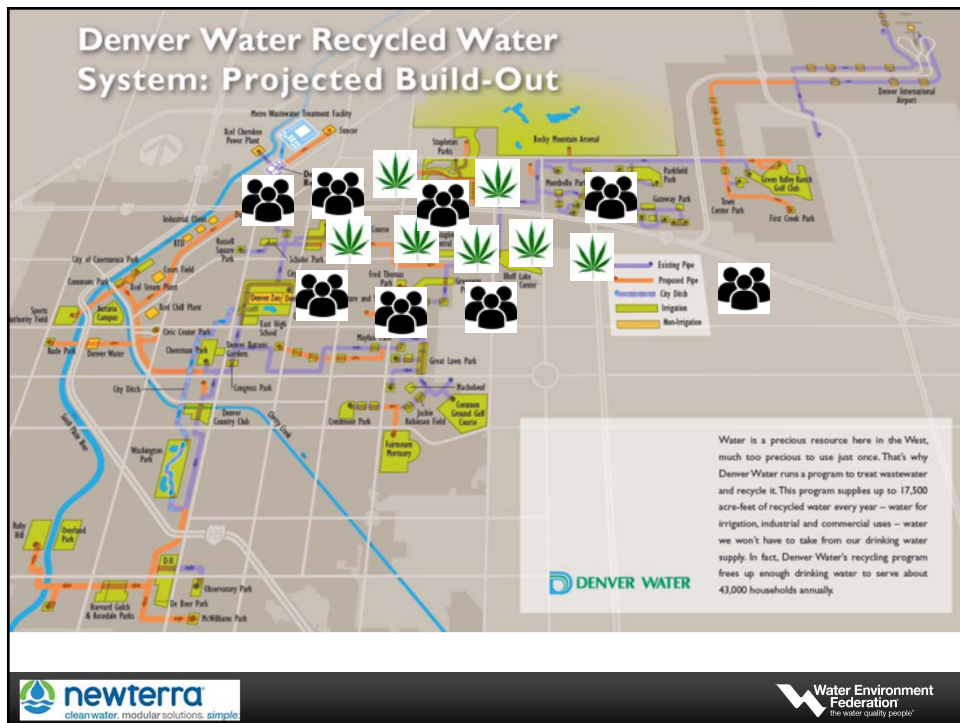 Denver Water Recycled Water
System: Projected Build-Out
Metro Wastewater Treatment Facility
Xcel Cherokee
Power Plant
Suncor
Stapleton
Parks
Rocky Mountain Arsenal
Denver International
Airport
Montbello
Parkfield
Park
Gateway Park
Green Valley Ranch
Golf Club
Town
Center Park
First Creek Park
Industrial Client
RTD
Russell
Square
Park
Schafer Park
Course
Fred Thomas
Bluff Lake
Center
City of Cuernavaca Park
Commons Park
Coors Field
Xcel Steam Plant
Xcel Chill Plant
Sports
Authority Field
Auraria
Campus
Denver Zoo
East High
School
Civic Center Park
Rude Park
Denver Water
Cheesman Park
Denver Botanic
Gardens
Congress Park
Great Lawn Park
City Ditch
Denver
Country Club
Cherry Creek
South Platte River
Crestmoor Park
Jackie
Robinson Field
Common
Ground Golf
Course
Fairmount
Mortuary
Washington
Park
Ruby
Hill
Overland
Park
D.U.
Observatory Park
De Boer Park
Harvard Gulch
& Rosedale Parks
McWilliams Park
Existing Pipe
Proposed Pipe
City Ditch
Irrigation
Non-Irrigation
Water is a precious resource here in the West,
much too precious to use just once. That's why
Denver Water runs a program to treat wastewater
and recycle it. This program supplies up to 17,500
acre-feet of recycled water every year – water for
irrigation, industrial and commercial uses – water
we won't have to take from our drinking water
supply. In fact, Denver Water's recycling program
frees up enough drinking water to serve about
43,000 households annually.
DENVER WATER
newterra
clean water. modular solutions. simple.
Water Environment
Federation
the water quality people®